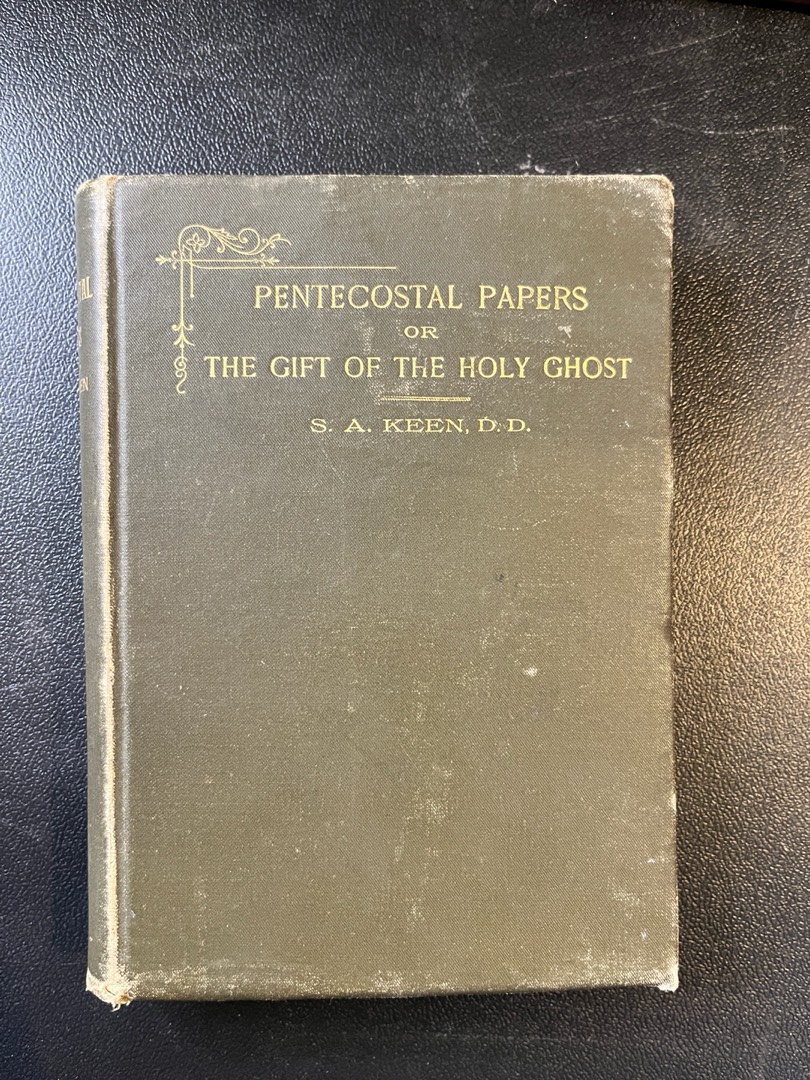 PENTECOSTAL PAPERS
OR
THE GIFT OF THE HOLY GHOST
S. A. KEEN, D. D.